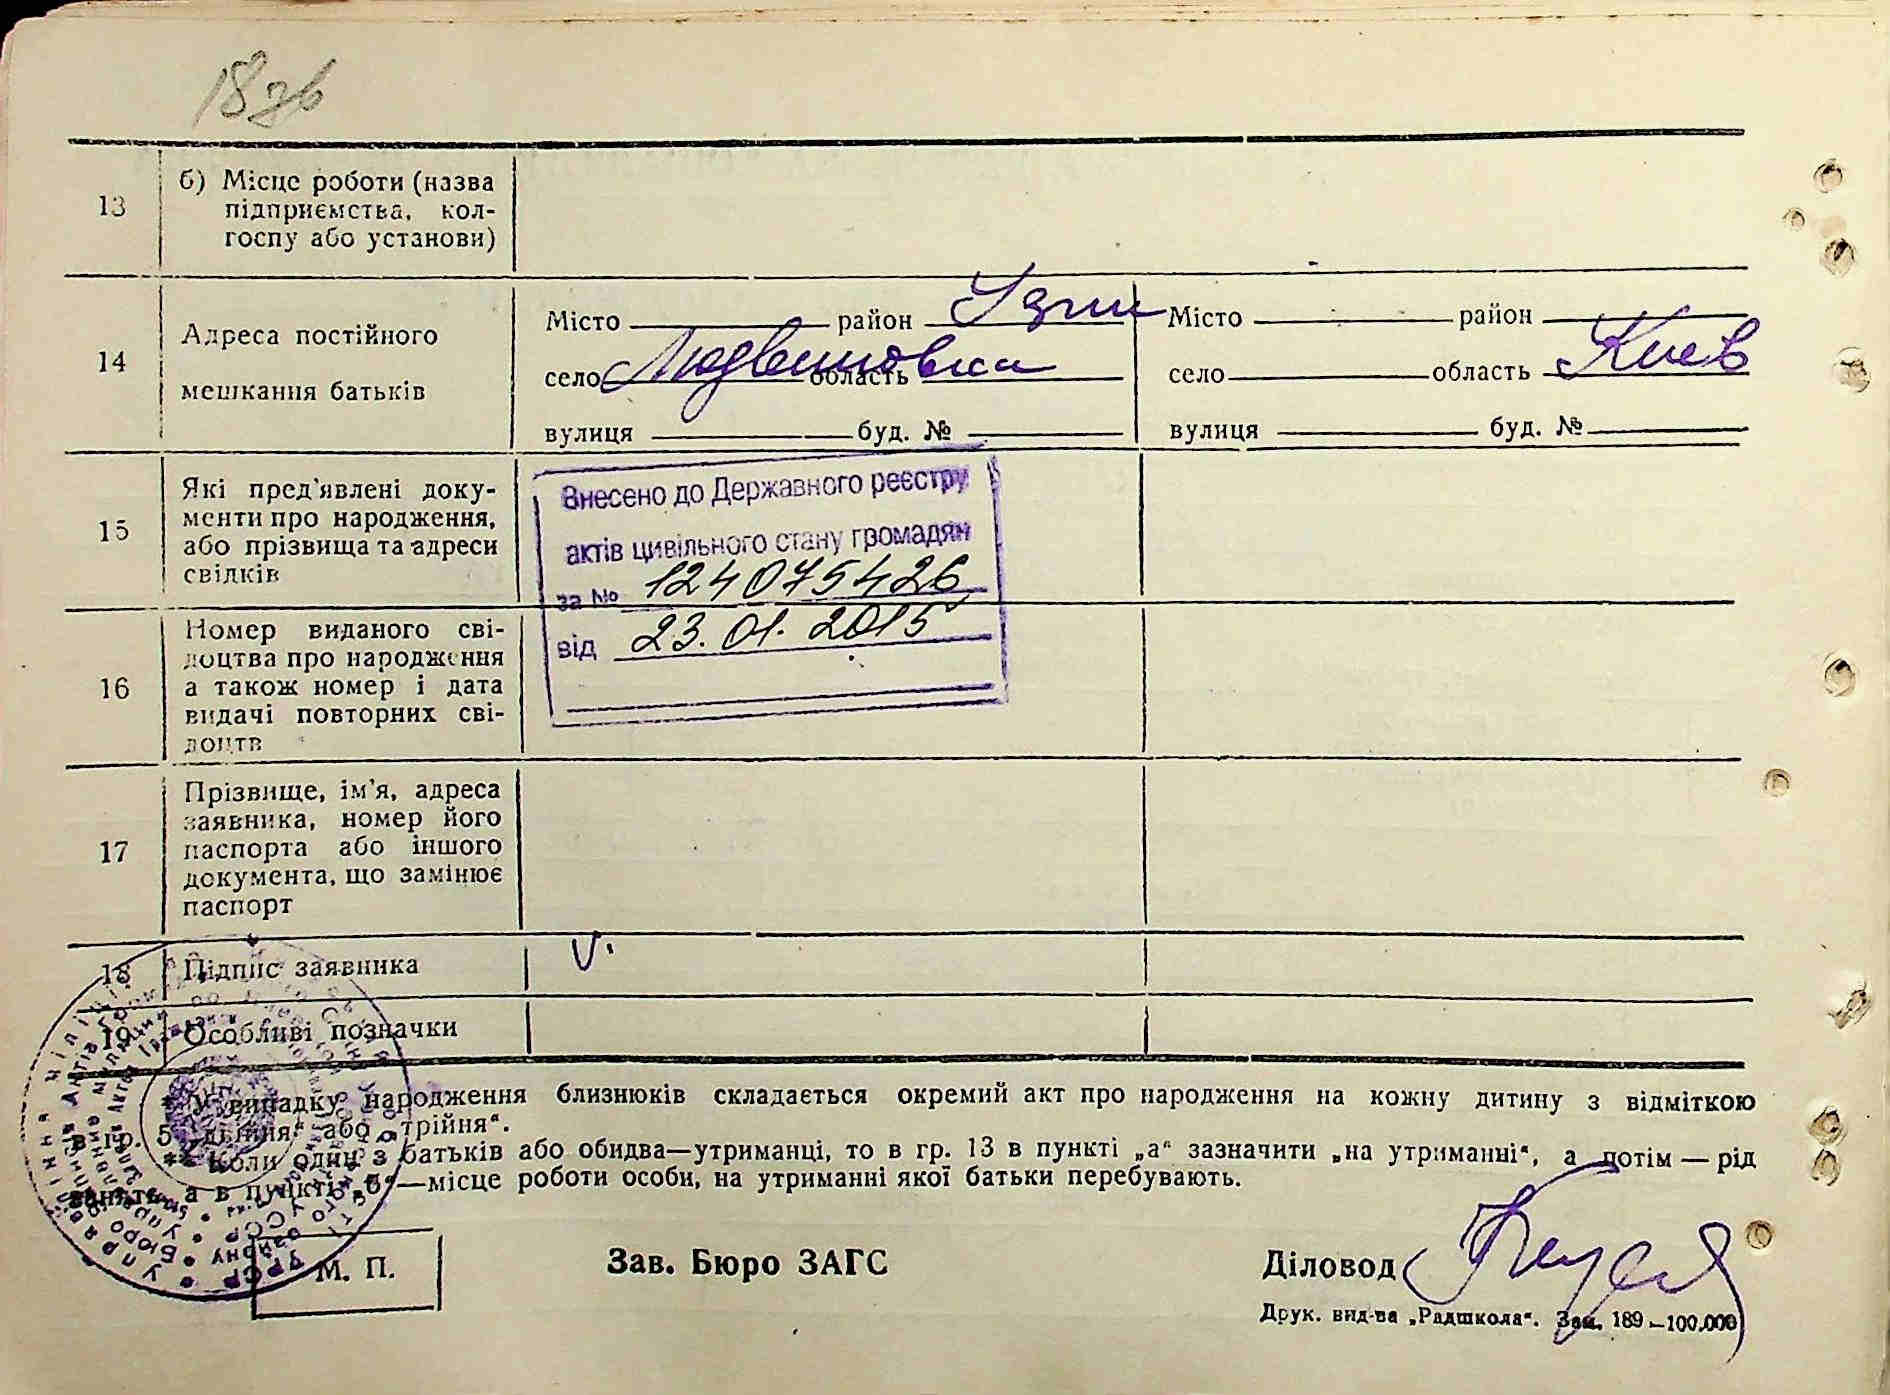 18 зв
13
б) Місце роботи (назва
підприємства, кол-
госпу або установи)
14
Адреса постійного
мешкання батьків
Місто район Узин
село Людвиновка область
вулиця буд. №
Місто район
село область Киев
вулиця буд. №
15
Які пред'явлені доку-
менти про народження,
або прізвища та адреси
свідків
Внесено до Державного реєстру
актів цивільного стану громадян
за № 124075426
від 23.01.2015
16
Номер виданого сві-
доцтва про народження
а також номер і дата
видачі повторних сві-
доцтв
17
Прізвище, ім'я, адреса
заявника, номер його
паспорта або іншого
документа, що замінює
паспорт
18
Підпис заявника
19
Особливі позначки
* У випадку народження близнюків складається окремий акт про народження на кожну дитину з відміткою
в гр. 5 „двійня“ або „трійня“.
** Коли один з батьків або обидва—утриманці, то в гр. 13 в пункті „а“ зазначити „на утриманні“, а потім — рід
занять, а в пункті „б“—місце роботи особи, на утриманні якої батьки перебувають.
М. П.
Зав. Бюро ЗАГС
Діловод
Друк. вид-ва „Радшкола“. Зам. 189—100.000